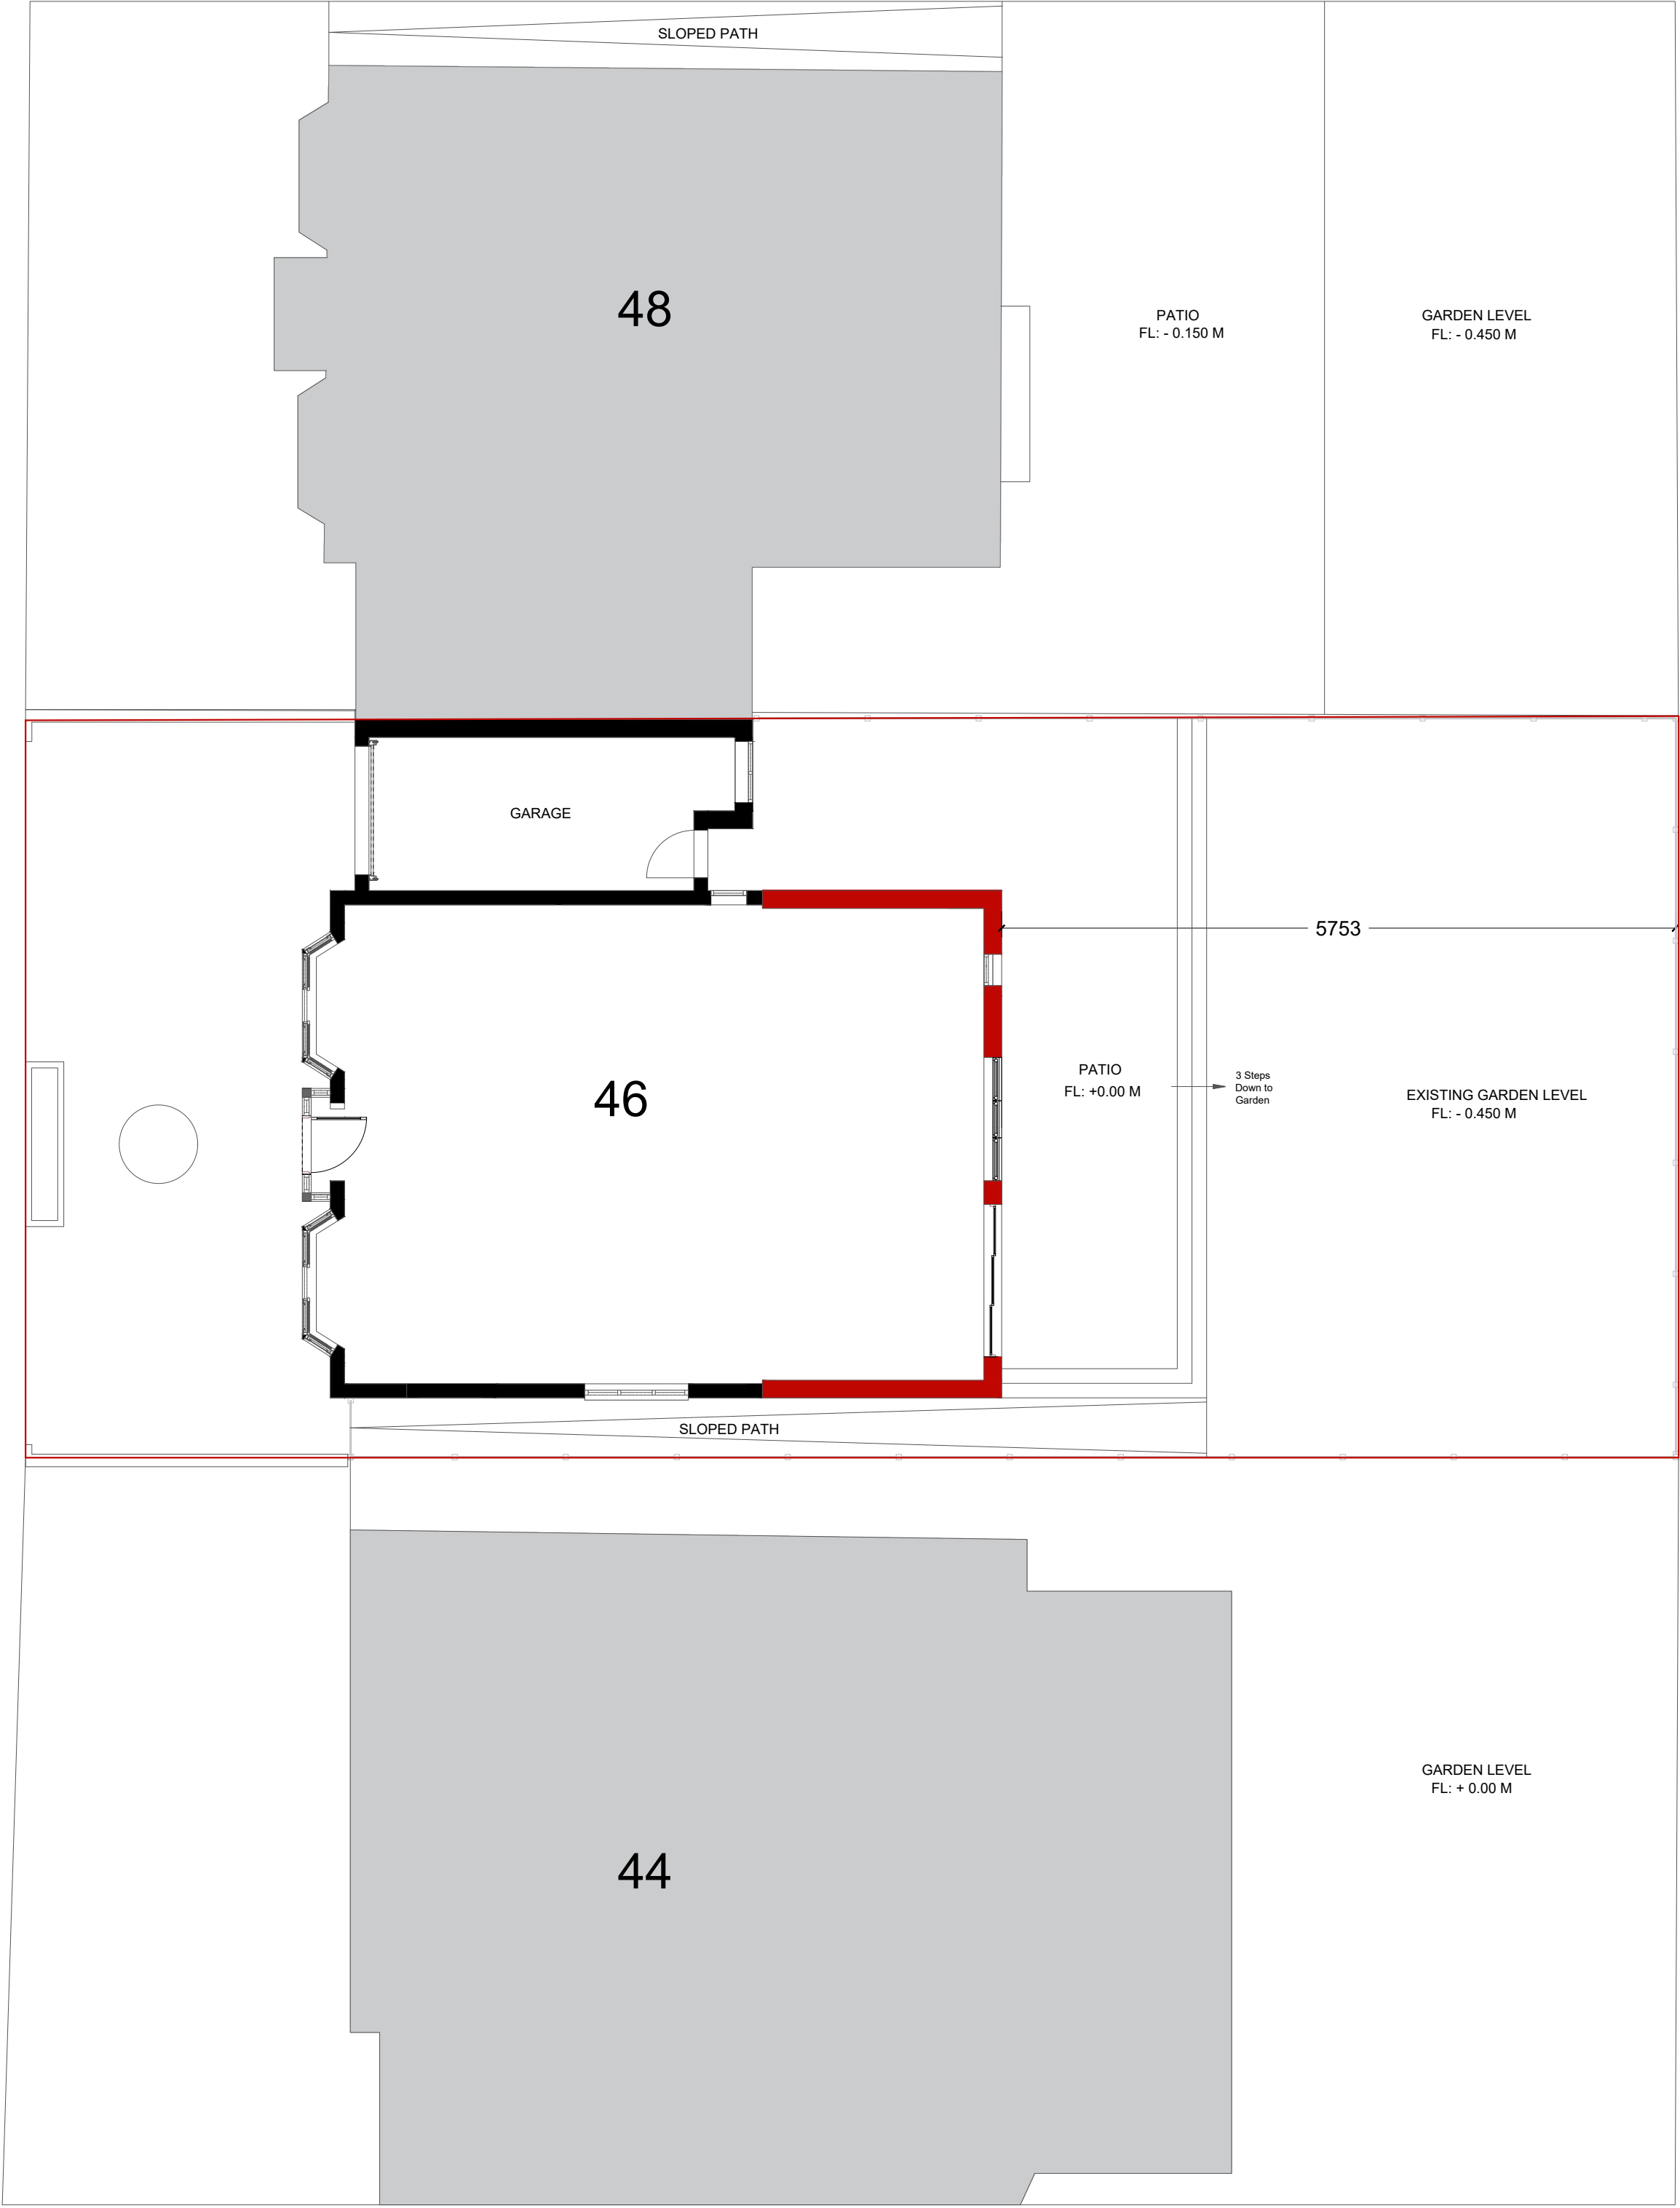 SLOPED PATH
48
PATIO
FL: - 0.150 M
GARDEN LEVEL
FL: - 0.450 M
GARAGE
5753
46
PATIO
FL: +0.00 M
3 Steps
Down to
Garden
EXISTING GARDEN LEVEL
FL: - 0.450 M
SLOPED PATH
GARDEN LEVEL
FL: + 0.00 M
44